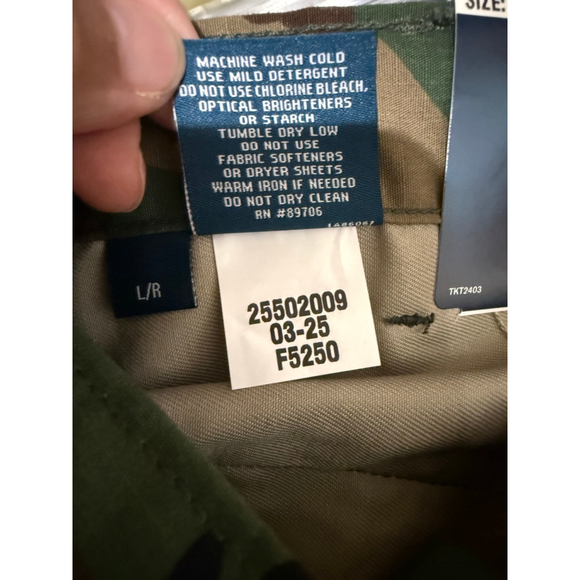 SIZE:
MACHINE WASH COLD
USE MILD DETERGENT
DO NOT USE CHLORINE BLEACH,
OPTICAL BRIGHTENERS
OR STARCH
TUMBLE DRY LOW
DO NOT USE
FABRIC SOFTENERS
OR DRYER SHEETS
WARM IRON IF NEEDED
DO NOT DRY CLEAN
RN #89706
L/R
25502009
03-25
F5250
TKT2403